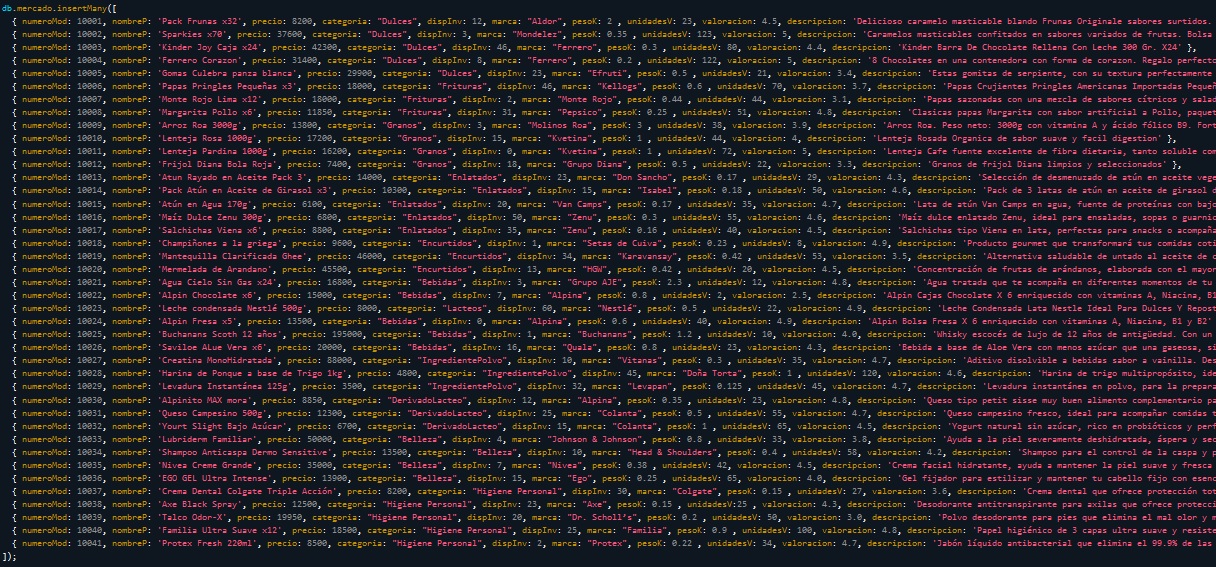 db.mercado.insertMany([
{ numeroMod: 10001, nombreP: 'Pack Frunas x32', precio: 8200, categoria: "Dulces", dispInv: 12, marca: "Aldor", pesoK: 2 , unidadesV: 23, valoracion: 4.5, descripcion: 'Delicioso caramelo masticable blando Frunas Originale sabores surtidos.
{ numeroMod: 10002, nombreP: 'Sparkies x70', precio: 37600, categoria: "Dulces", dispInv: 3, marca: "Mondelez", pesoK: 0.35 , unidadesV: 123, valoracion: 5, descripcion: 'Caramelos masticables confitados en sabores variados de frutas. Bolsa
{ numeroMod: 10003, nombreP: 'Kinder Joy Caja x24', precio: 42300, categoria: "Dulces", dispInv: 46, marca: "Ferrero", pesoK: 0.3 , unidadesV: 80, valoracion: 4.4, descripcion: 'Kinder Barra De Chocolate Rellena Con Leche 300 Gr. X24' },
{ numeroMod: 10004, nombreP: 'Ferrero Corazon', precio: 31400, categoria: "Dulces", dispInv: 8, marca: "Ferrero", pesoK: 0.2 , unidadesV: 122, valoracion: 5, descripcion: '8 Chocolates en una contenedora con forma de corazon. Regalo perfecto
{ numeroMod: 10005, nombreP: 'Gomas Culebra panza blanca', precio: 29900, categoria: "Dulces", dispInv: 23, marca: "Efruti", pesoK: 0.5 , unidadesV: 21, valoracion: 3.4, descripcion: 'Estas gomitas de serpiente, con su textura perfectamente
{ numeroMod: 10006, nombreP: 'Papas Pringles Pequeñas x3', precio: 18000, categoria: "Frituras", dispInv: 46, marca: "Kellogs", pesoK: 0.6 , unidadesV: 70, valoracion: 3.7, descripcion: 'Papas Crujientes Pringles Americanas Importadas Pequeñ
{ numeroMod: 10007, nombreP: 'Monte Rojo Lima x12', precio: 18000, categoria: "Frituras", dispInv: 2, marca: "Monte Rojo", pesoK: 0.44 , unidadesV: 44, valoracion: 3.1, descripcion: 'Papas sazonadas con una mezcla de sabores cítricos y salad
{ numeroMod: 10008, nombreP: 'Margarita Pollo x6', precio: 11850, categoria: "Frituras", dispInv: 31, marca: "Pepsico", pesoK: 0.25 , unidadesV: 51, valoracion: 4.8, descripcion: 'Clasicas papas Margarita con sabor artificial a Pollo, paquet
{ numeroMod: 10009, nombreP: 'Arroz Roa 3000g', precio: 13800, categoria: "Granos", dispInv: 3, marca: "Molinos Roa", pesoK: 3 , unidadesV: 38, valoracion: 3.9, descripcion: 'Arroz Roa. Peso neto: 3000g con vitamina A y ácido fólico B9. Fort
{ numeroMod: 10010, nombreP: 'Lenteja Rosa 1000g', precio: 17200, categoria: "Granos", dispInv: 15, marca: "Kvetina", pesoK: 1 , unidadesV: 44, valoracion: 4, descripcion: 'Lenteja Rosada Organica de sabor suave y facil digestion' },
{ numeroMod: 10011, nombreP: 'Lenteja Pardina 1000g', precio: 16200, categoria: "Granos", dispInv: 0, marca: "Kvetina", pesoK: 1 , unidadesV: 72, valoracion: 5, descripcion: 'Lenteja Cafe fuente excelente de fibra dietaria, tanto soluble com
{ numeroMod: 10012, nombreP: 'Frijol Diana Bola Roja', precio: 7400, categoria: "Granos", dispInv: 18, marca: "Grupo Diana", pesoK: 0.5 , unidadesV: 22, valoracion: 3.3, descripcion: 'Granos de frijol Diana limpios y seleccionados' },
{ numeroMod: 10013, nombreP: 'Atun Rayado en Aceite Pack 3', precio: 14000, categoria: "Enlatados", dispInv: 23, marca: "Don Sancho", pesoK: 0.17 , unidadesV: 29, valoracion: 4.3, descripcion: 'Selección de desmenuzado de atún en aceite vege
{ numeroMod: 10014, nombreP: 'Pack Atún en Aceite de Girasol x3', precio: 10300, categoria: "Enlatados", dispInv: 15, marca: "Isabel", pesoK: 0.18 , unidadesV: 50, valoracion: 4.6, descripcion: 'Pack de 3 latas de atún en aceite de girasol d
{ numeroMod: 10015, nombreP: 'Atún en Agua 170g', precio: 6100, categoria: "Enlatados", dispInv: 20, marca: "Van Camps", pesoK: 0.17 , unidadesV: 35, valoracion: 4.7, descripcion: 'Lata de atún Van Camps en agua, fuente de proteínas con bajo
{ numeroMod: 10016, nombreP: 'Maíz Dulce Zenu 300g', precio: 6800, categoria: "Enlatados", dispInv: 50, marca: "Zenu", pesoK: 0.3 , unidadesV: 55, valoracion: 4.6, descripcion: 'Maíz dulce enlatado Zenu, ideal para ensaladas, sopas o guarnic
{ numeroMod: 10017, nombreP: 'Salchichas Viena x6', precio: 8800, categoria: "Enlatados", dispInv: 35, marca: "Zenu", pesoK: 0.16 , unidadesV: 40, valoracion: 4.5, descripcion: 'Salchichas tipo Viena en lata, perfectas para snacks o acompaña
{ numeroMod: 10018, nombreP: 'Champiñones a la griega', precio: 9600, categoria: "Encurtidos", dispInv: 1, marca: "Setas de Cuiva", pesoK: 0.23 , unidadesV: 8, valoracion: 4.9, descripcion: 'Producto gourmet que transformará tus comidas coti
{ numeroMod: 10019, nombreP: 'Mantequilla Clarificada Ghee', precio: 46000, categoria: "Encurtidos", dispInv: 34, marca: "Karavansay", pesoK: 0.42 , unidadesV: 53, valoracion: 3.5, descripcion: 'Alternativa saludable de untado al aceite de c
{ numeroMod: 10020, nombreP: 'Mermelada de Arandano', precio: 45500, categoria: "Encurtidos", dispInv: 13, marca: "HGW", pesoK: 0.42 , unidadesV: 20, valoracion: 4.5, descripcion: 'Concentración de frutas de arándanos, elaborada con el mayor
{ numeroMod: 10021, nombreP: 'Agua Cielo Sin Gas x24', precio: 16800, categoria: "Bebidas", dispInv: 3, marca: "Grupo AJE", pesoK: 2.3 , unidadesV: 12, valoracion: 4.8, descripcion: 'Agua tratada que te acompaña en diferentes momentos de tu
{ numeroMod: 10022, nombreP: 'Alpin Chocolate x6', precio: 15000, categoria: "Bebidas", dispInv: 7, marca: "Alpina", pesoK: 0.8 , unidadesV: 2, valoracion: 2.5, descripcion: 'Alpin Cajas Chocolate X 6 enriquecido con vitaminas A, Niacina, B1
{ numeroMod: 10023, nombreP: 'Leche condensada Nestlé 500g', precio: 8000, categoria: "Lacteos", dispInv: 60, marca: "Nestlé", pesoK: 0.5 , unidadesV: 22, valoracion: 4.9, descripcion: 'Leche Condensada Lata Nestle Ideal Para Dulces Y Repost
{ numeroMod: 10024, nombreP: 'Alpin Fresa x5', precio: 13500, categoria: "Bebidas", dispInv: 0, marca: "Alpina", pesoK: 0.6 , unidadesV: 40, valoracion: 4.9, descripcion: 'Alpin Bolsa Fresa X 6 enriquecido con vitaminas A, Niacina, B1 y B2'
{ numeroMod: 10025, nombreP: 'Buchmans Scoth 12 años', precio: 195000, categoria: "Bebidas", dispInv: 1, marca: "Buchanans", pesoK: 1.2 , unidadesV: 10, valoracion: 4.0, descripcion: 'Whisky escocés de lujo de 12 años de antigüedad. Con un
{ numeroMod: 10026, nombreP: 'Saviloe ALue Vera x6', precio: 20000, categoria: "Bebidas", dispInv: 16, marca: "Quala", pesoK: 0.8 , unidadesV: 23, valoracion: 4.3, descripcion: 'Bebida a base de Aloe Vera con menos azúcar que una gaseosa, si
{ numeroMod: 10027, nombreP: 'Creatina MonoHidratada', precio: 88000, categoria: "IngredientePolvo", dispInv: 10, marca: "Vitanas", pesoK: 0.3 , unidadesV: 35, valoracion: 4.7, descripcion: 'Aditivo disolvible a bebidas sabor a vainilla. Des
{ numeroMod: 10028, nombreP: 'Harina de Ponque a base de Trigo 1kg', precio: 4800, categoria: "IngredientePolvo", dispInv: 45, marca: "Doña Torta", pesoK: 1 , unidadesV: 120, valoracion: 4.6, descripcion: 'Harina de trigo multipropósito, ide
{ numeroMod: 10029, nombreP: 'Levadura Instantánea 125g', precio: 3500, categoria: "IngredientePolvo", dispInv: 32, marca: "Levapan", pesoK: 0.125 , unidadesV: 45, valoracion: 4.7, descripcion: 'Levadura instantánea en polvo, para la prepara
{ numeroMod: 10030, nombreP: 'Alpinito MAX mora', precio: 8850, categoria: "DerivadoLacteo", dispInv: 12, marca: "Alpina", pesoK: 0.35 , unidadesV: 23, valoracion: 4.8, descripcion: 'Queso tipo petit sisse muy buen alimento complementario pa
{ numeroMod: 10031, nombreP: 'Queso Campesino 500g', precio: 12300, categoria: "DerivadoLacteo", dispInv: 25, marca: "Colanta", pesoK: 0.5 , unidadesV: 55, valoracion: 4.7, descripcion: 'Queso campesino fresco, ideal para acompañar comidas t
{ numeroMod: 10032, nombreP: 'Yourt Slight Bajo Azúcar', precio: 6700, categoria: "DerivadoLacteo", dispInv: 15, marca: "Colanta", pesoK: 1 , unidadesV: 65, valoracion: 4.5, descripcion: 'Yogurt natural sin azúcar, rico en probióticos y perf
{ numeroMod: 10033, nombreP: 'Lubriderm Familiar', precio: 50000, categoria: "Belleza", dispInv: 4, marca: "Johnson & Johnson", pesoK: 0.8 , unidadesV: 33, valoracion: 3.8, descripcion: 'Ayuda a la piel severamente deshidratada, áspera y sec
{ numeroMod: 10034, nombreP: 'Shampoo Anticaspa Dermo Sensitive', precio: 13500, categoria: "Belleza", dispInv: 10, marca: "Head & Shoulders", pesoK: 0.4 , unidadesV: 58, valoracion: 4.2, descripcion: 'Shampoo para el control de la caspa y p
{ numeroMod: 10035, nombreP: 'Nivea Creme Grande', precio: 35000, categoria: "Belleza", dispInv: 7, marca: "Nivea", pesoK: 0.38 , unidadesV: 42, valoracion: 4.5, descripcion: 'Crema facial hidratante, ayuda a mantener la piel suave y fresca
{ numeroMod: 10036, nombreP: 'EGO GEL Ultra Intense', precio: 13900, categoria: "Belleza", dispInv: 15, marca: "Ego", pesoK: 0.25 , unidadesV: 65, valoracion: 4.0, descripcion: 'Gel fijador para estilizar y mantener tu cabello fijo con esenc
{ numeroMod: 10037, nombreP: 'Crema Dental Colgate Triple Acción', precio: 8200, categoria: "Higiene Personal", dispInv: 30, marca: "Colgate", pesoK: 0.15 , unidadesV: 27, valoracion: 3.6, descripcion: 'Crema dental que ofrece protección tot
{ numeroMod: 10038, nombreP: 'Axe Black Spray', precio: 12500, categoria: "Higiene Personal", dispInv: 23, marca: "Axe", pesoK: 0.15 , unidadesV:25, valoracion: 4.3, descripcion: 'Desodorante antitranspirante para axilas que ofrece protecci
{ numeroMod: 10039, nombreP: 'Talco Odor-X', precio: 19950, categoria: "Higiene Personal", dispInv: 20, marca: "Dr. Scholl's", pesoK: 0.2 , unidadesV: 50, valoracion: 3.0, descripcion: 'Polvo desodorante para pies que elimina el mal olor y m
{ numeroMod: 10040, nombreP: 'Familia Ultra Suave x12', precio: 18500, categoria: "Higiene Personal", dispInv: 25, marca: "Familia", pesoK: 0.9 , unidadesV: 100, valoracion: 4.8, descripcion: 'Papel higiénico de 3 capas ultra suave y resiste
{ numeroMod: 10041, nombreP: 'Protex Fresh 220ml', precio: 8500, categoria: "Higiene Personal", dispInv: 2, marca: "Protex", pesoK: 0.22 , unidadesV: 34, valoracion: 4.7, descripcion: 'Jabón líquido antibacterial que elimina el 99.9% de las
]);